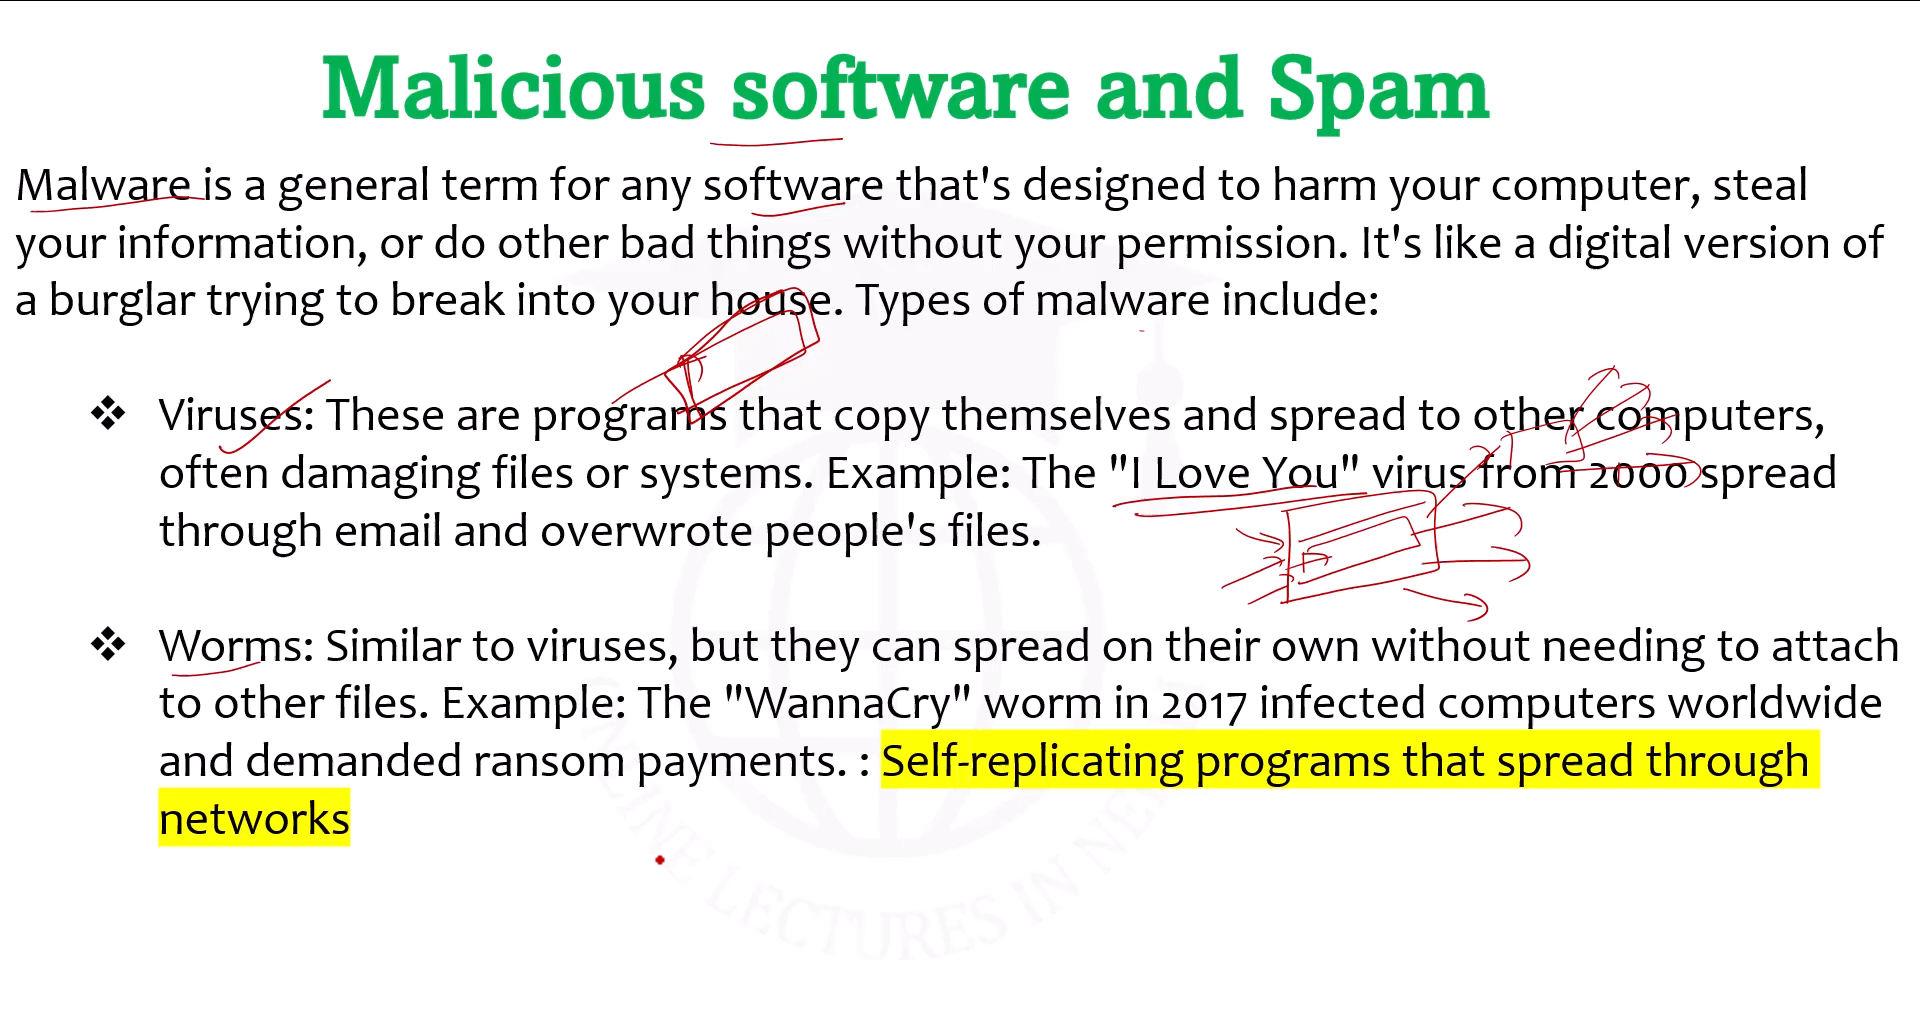 Malicious software and Spam
Malware is a general term for any software that's designed to harm your computer, steal
your information, or do other bad things without your permission. It's like a digital version of
a burglar trying to break into your house. Types of malware include:
❖ Viruses: These are programs that copy themselves and spread to other computers,
often damaging files or systems. Example: The "I Love You" virus from 2000 spread
through email and overwrote people's files.
❖ Worms: Similar to viruses, but they can spread on their own without needing to attach
to other files. Example: The "WannaCry" worm in 2017 infected computers worldwide
and demanded ransom payments. : Self-replicating programs that spread through
networks